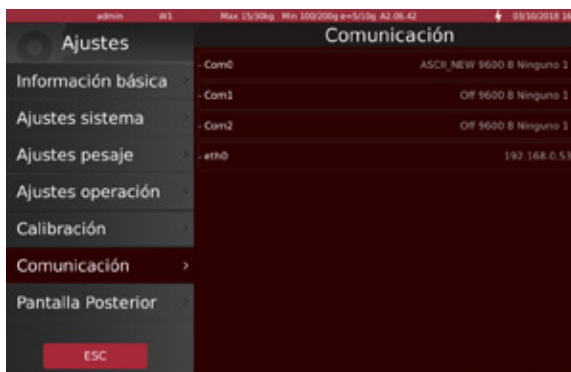 admin W1 Max 15/30kg Min 100/200g e=5/10g A2.06.42 03/10/2018 16
Ajustes
Información básica
Ajustes sistema
Ajustes pesaje
Ajustes operación
Calibración
Comunicación
Pantalla Posterior
ESC
Comunicación
- Com0 ASCII_NEW 9600 8 Ninguno 1
- Com1 Off 9600 8 Ninguno 1
- Com2 Off 9600 8 Ninguno 1
- eth0 192.168.0.53